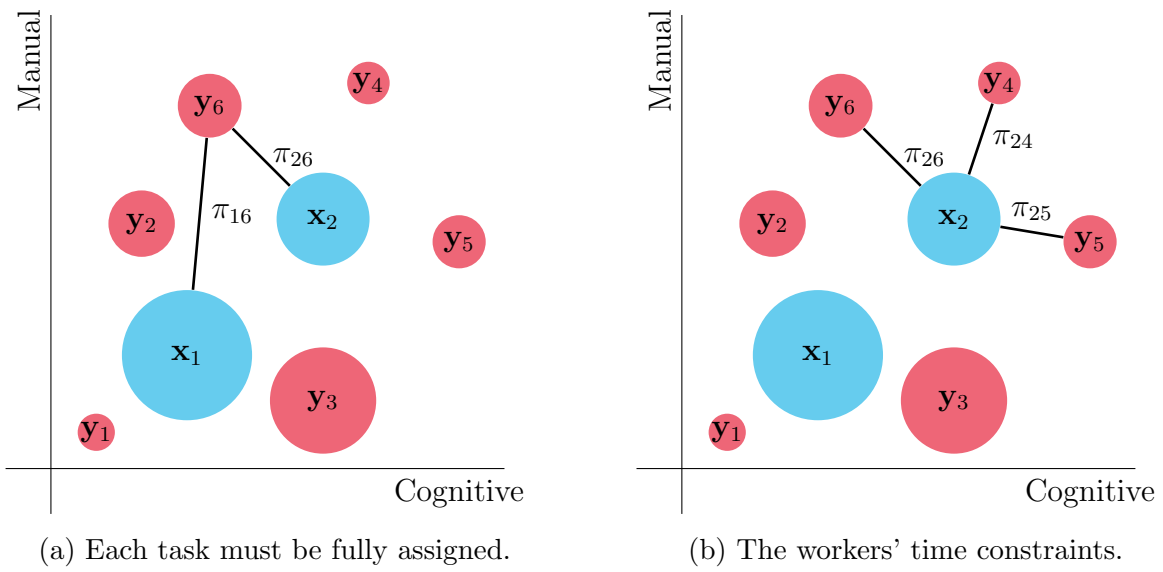 Manual
y₆
y₄
π₂₆
y₂
π₁₆
x₂
y₅
x₁
y₃
y₁
Cognitive
(a) Each task must be fully assigned.
Manual
y₆
y₄
π₂₆
π₂₄
y₂
x₂
π₂₅
y₅
x₁
y₃
y₁
Cognitive
(b) The workers' time constraints.